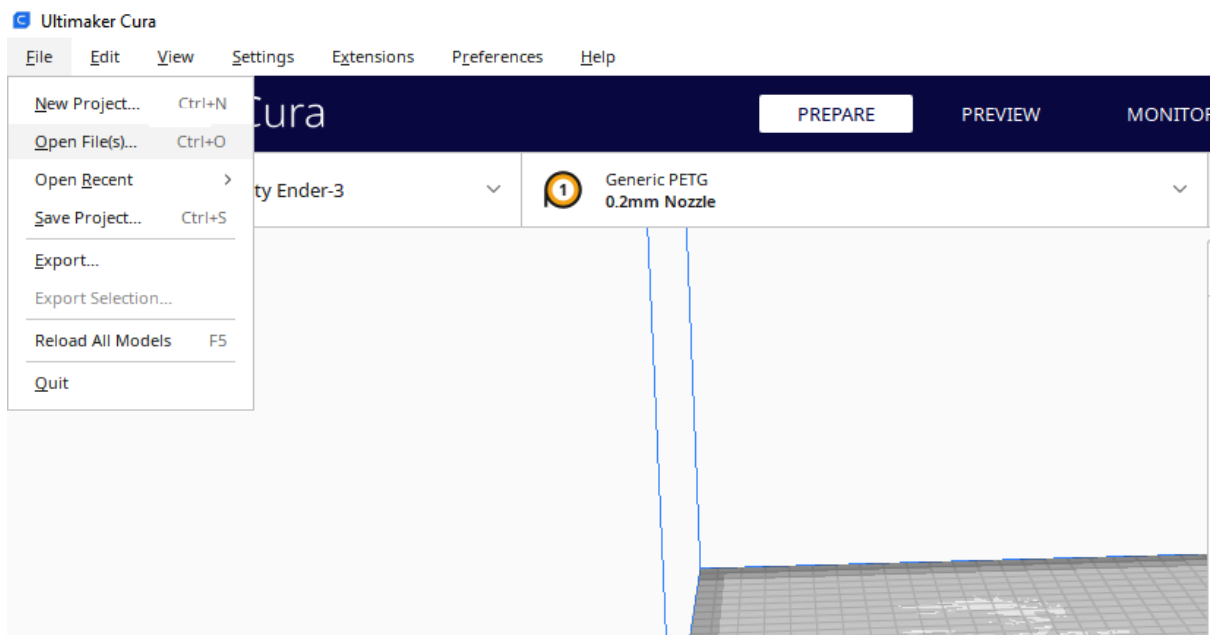 Ultimaker Cura
File Edit View Settings Extensions Preferences Help
New Project... Ctrl+N
Open File(s)... Ctrl+O
Open Recent
Save Project... Ctrl+S
Export...
Export Selection...
Reload All Models F5
Quit
Cura
PREPARE PREVIEW MONITOR
ty Ender-3
1
Generic PETG
0.2mm Nozzle